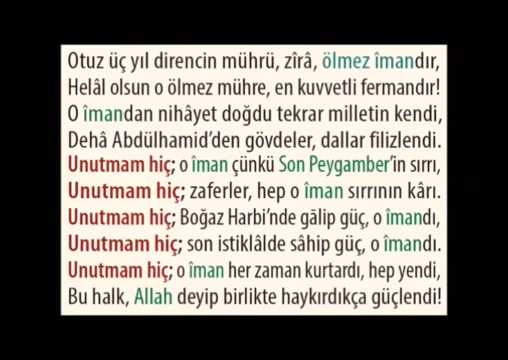 Otuz üç yıl direncin mührü, zîrâ, ölmez îmandır,
Helâl olsun o ölmez mühre, en kuvvetli fermandır!
O îmandan nihâyet doğdu tekrar milletin kendi,
Dehâ Abdülhamid’den gövdeler, dallar filizlendi.
Unutmam hiç; o îman çünkü Son Peygamber’in sırrı,
Unutmam hiç; zaferler, hep o îman sırrının kârı.
Unutmam hiç; Boğaz Harbi’nde gâlip güç, o îmandı,
Unutmam hiç; son istiklâlde sâhip güç, o îmandı.
Unutmam hiç; o îman her zaman kurtardı, hep yendi,
Bu halk, Allah deyip birlikte haykırdıkça güçlendi!